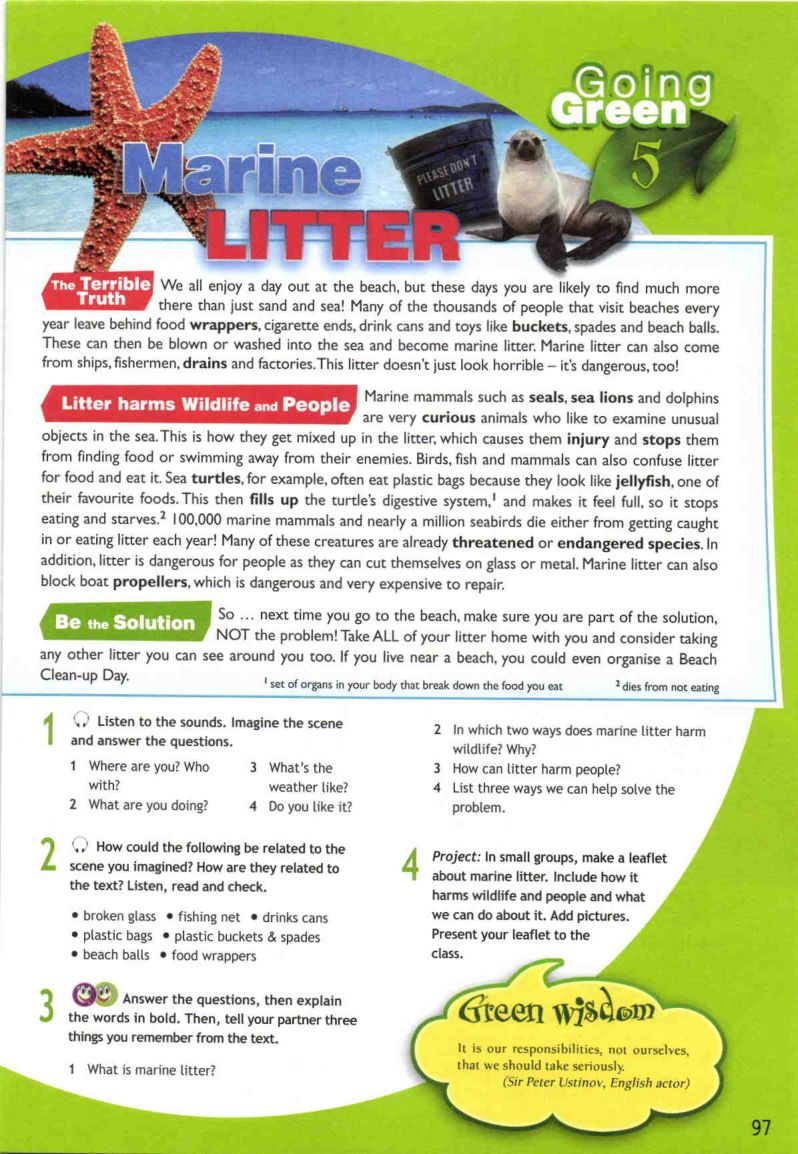 Going
Green
5
PLEASE DON'T
LITTER
Marine
LITTER
The Terrible
Truth
We all enjoy a day out at the beach, but these days you are likely to find much more
there than just sand and sea! Many of the thousands of people that visit beaches every
year leave behind food wrappers, cigarette ends, drink cans and toys like buckets, spades and beach balls.
These can then be blown or washed into the sea and become marine litter. Marine litter can also come
from ships, fishermen, drains and factories. This litter doesn't just look horrible – it's dangerous, too!
Litter harms Wildlife and People
Marine mammals such as seals, sea lions and dolphins
are very curious animals who like to examine unusual
objects in the sea. This is how they get mixed up in the litter, which causes them injury and stops them
from finding food or swimming away from their enemies. Birds, fish and mammals can also confuse litter
for food and eat it. Sea turtles, for example, often eat plastic bags because they look like jellyfish, one of
their favourite foods. This then fills up the turtle's digestive system,¹ and makes it feel full, so it stops
eating and starves.² 100,000 marine mammals and nearly a million seabirds die either from getting caught
in or eating litter each year! Many of these creatures are already threatened or endangered species. In
addition, litter is dangerous for people as they can cut themselves on glass or metal. Marine litter can also
block boat propellers, which is dangerous and very expensive to repair.
Be the Solution
So ... next time you go to the beach, make sure you are part of the solution,
NOT the problem! Take ALL of your litter home with you and consider taking
any other litter you can see around you too. If you live near a beach, you could even organise a Beach
Clean-up Day.
¹ set of organs in your body that break down the food you eat
² dies from not eating
1 Listen to the sounds. Imagine the scene
and answer the questions.
1 Where are you? Who
with?
2 What are you doing?
3 What's the
weather like?
4 Do you like it?
2 How could the following be related to the
scene you imagined? How are they related to
the text? Listen, read and check.
• broken glass • fishing net • drinks cans
• plastic bags • plastic buckets & spades
• beach balls • food wrappers
3 Answer the questions, then explain
the words in bold. Then, tell your partner three
things you remember from the text.
1 What is marine litter?
2 In which two ways does marine litter harm
wildlife? Why?
3 How can litter harm people?
4 List three ways we can help solve the
problem.
4 Project: In small groups, make a leaflet
about marine litter. Include how it
harms wildlife and people and what
we can do about it. Add pictures.
Present your leaflet to the
class.
Green wisdom
It is our responsibilities, not ourselves,
that we should take seriously.
(Sir Peter Ustinov, English actor)
97